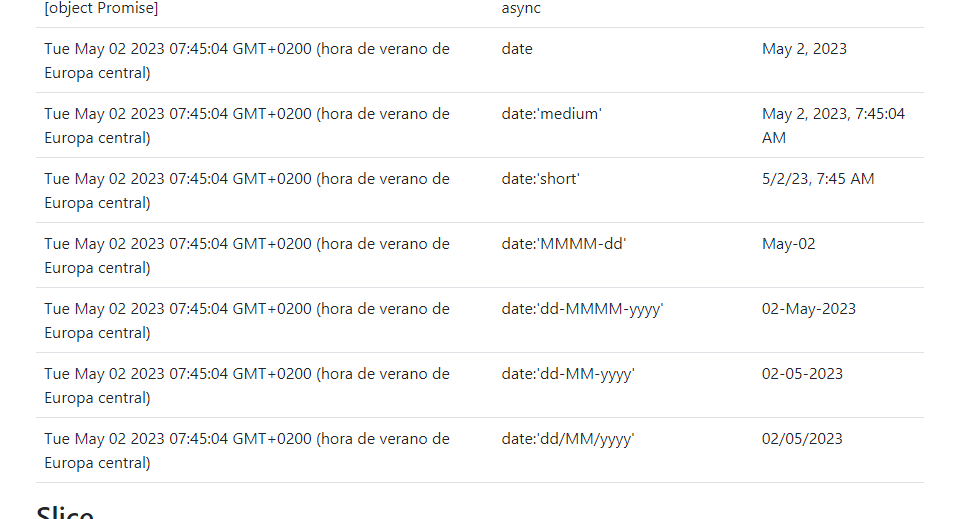 [object Promise] async
Tue May 02 2023 07:45:04 GMT+0200 (hora de verano de date May 2, 2023
Europa central)
Tue May 02 2023 07:45:04 GMT+0200 (hora de verano de date:'medium' May 2, 2023, 7:45:04
Europa central) AM
Tue May 02 2023 07:45:04 GMT+0200 (hora de verano de date:'short' 5/2/23, 7:45 AM
Europa central)
Tue May 02 2023 07:45:04 GMT+0200 (hora de verano de date:'MMMM-dd' May-02
Europa central)
Tue May 02 2023 07:45:04 GMT+0200 (hora de verano de date:'dd-MMMM-yyyy' 02-May-2023
Europa central)
Tue May 02 2023 07:45:04 GMT+0200 (hora de verano de date:'dd-MM-yyyy' 02-05-2023
Europa central)
Tue May 02 2023 07:45:04 GMT+0200 (hora de verano de date:'dd/MM/yyyy' 02/05/2023
Europa central)
Slice